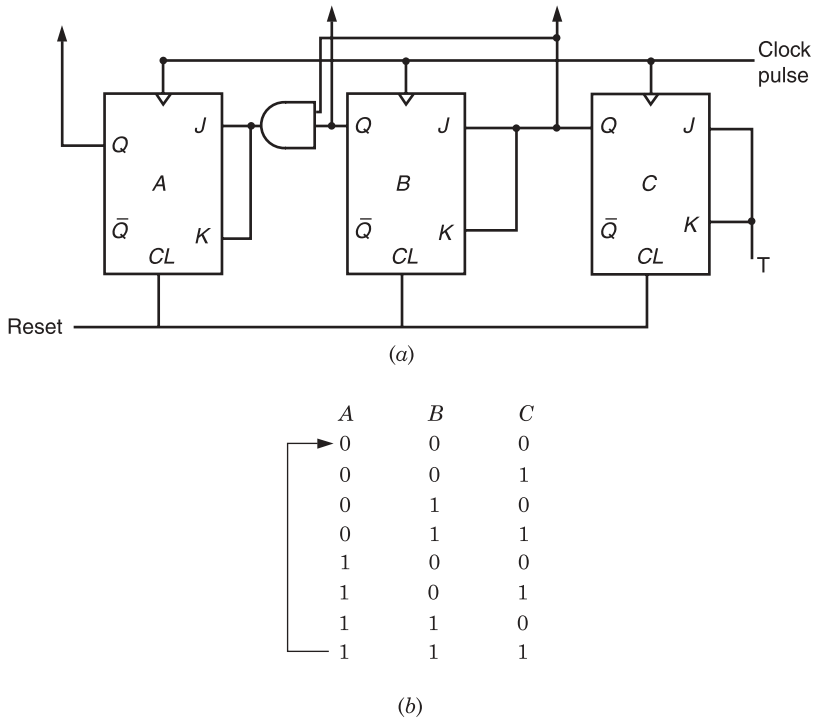 Clock
pulse
Q J Q J Q J
A B C
Q̅ K Q̅ K Q̅ K
CL CL CL
T
Reset
(a)
A B C
0 0 0
0 0 1
0 1 0
0 1 1
1 0 0
1 0 1
1 1 0
1 1 1
(b)